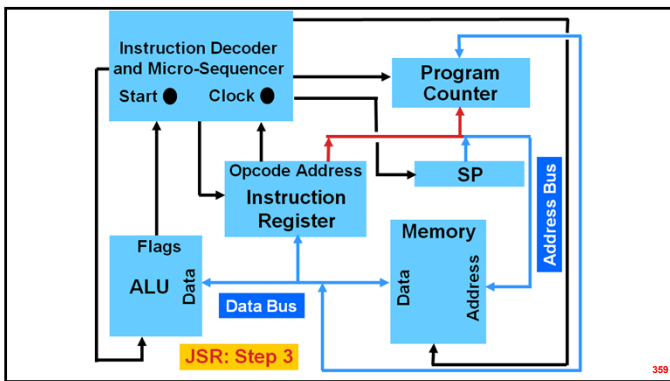 Instruction Decoder
and Micro-Sequencer
Start
Clock
Program
Counter
Opcode Address
Instruction
Register
SP
Address Bus
Memory
Data
Address
Flags
ALU
Data
Data Bus
JSR: Step 3
359